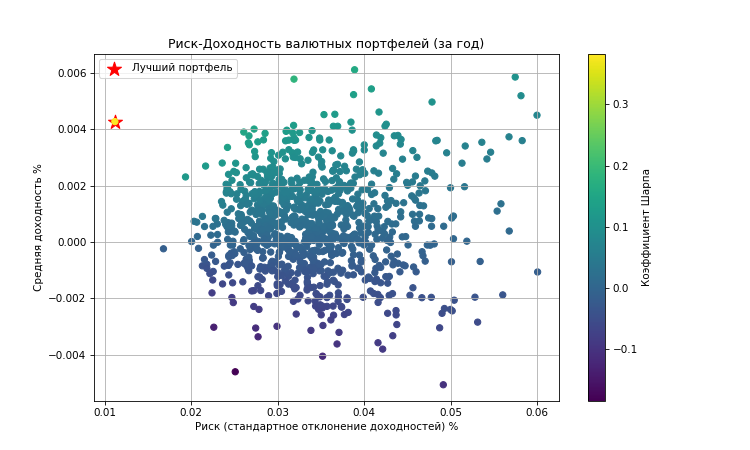 Риск-Доходность валютных портфелей (за год)
Лучший портфель
0.006
0.004
0.002
0.000
−0.002
−0.004
Средняя доходность %
0.01 0.02 0.03 0.04 0.05 0.06
Риск (стандартное отклонение доходностей) %
0.3
0.2
0.1
0.0
−0.1
Коэффициент Шарпа